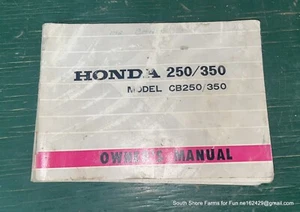 HONDA 250/350
MODEL CB250/350
OWNER'S MANUAL
South Shore Farms for Fun ne162429@gmail.com